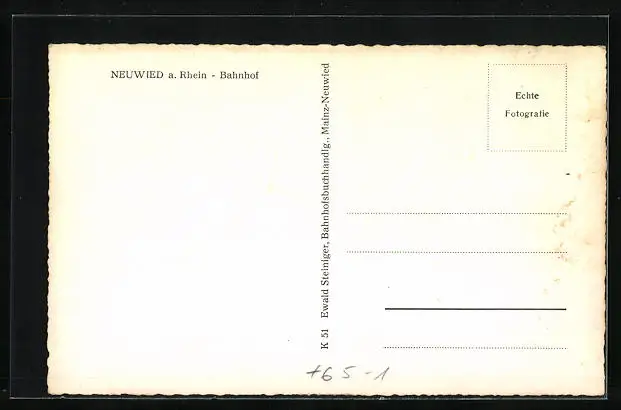 NEUWIED a. Rhein - Bahnhof
K 51 Ewald Steiniger, Bahnhofsbuchhandlg., Mainz-Neuwied
Echte
Fotografie
+65-1